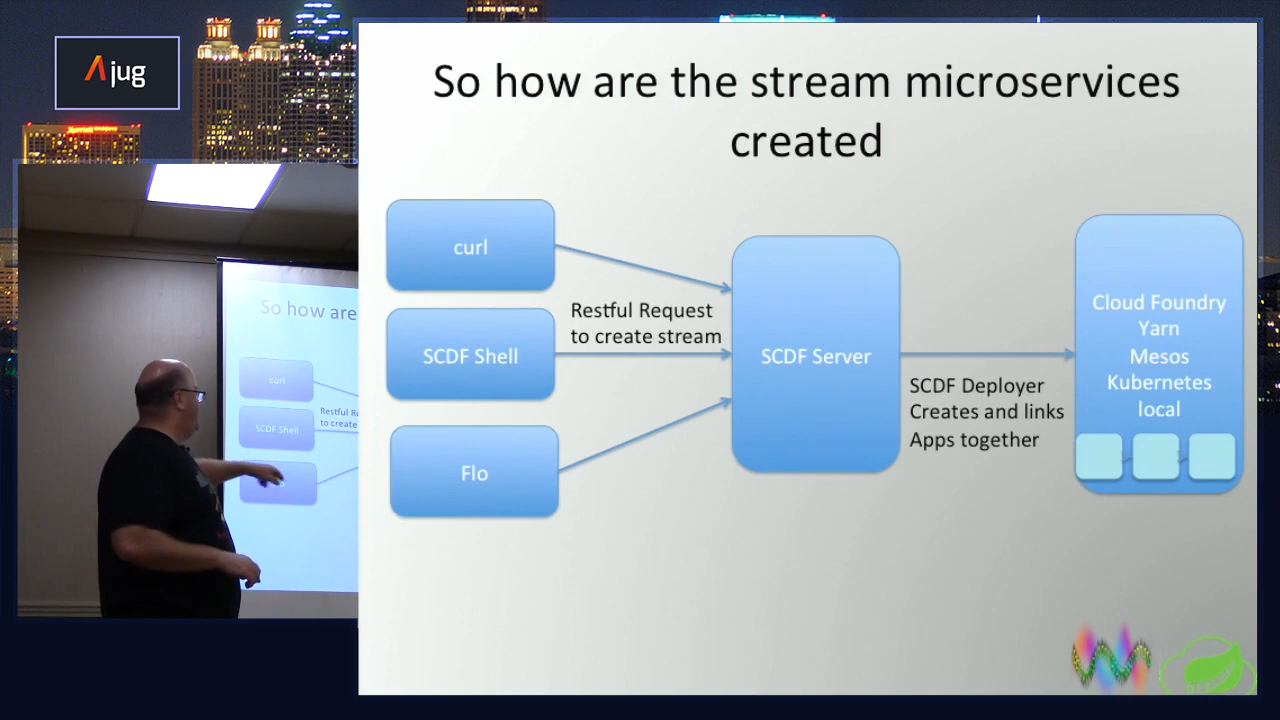 jug
So how are the stream microservices
created
curl
SCDF Shell
Flo
Restful Request
to create stream
SCDF Server
SCDF Deployer
Creates and links
Apps together
Cloud Foundry
Yarn
Mesos
Kubernetes
local
So how are
curl
SCDF Shell
Restful Re
to create